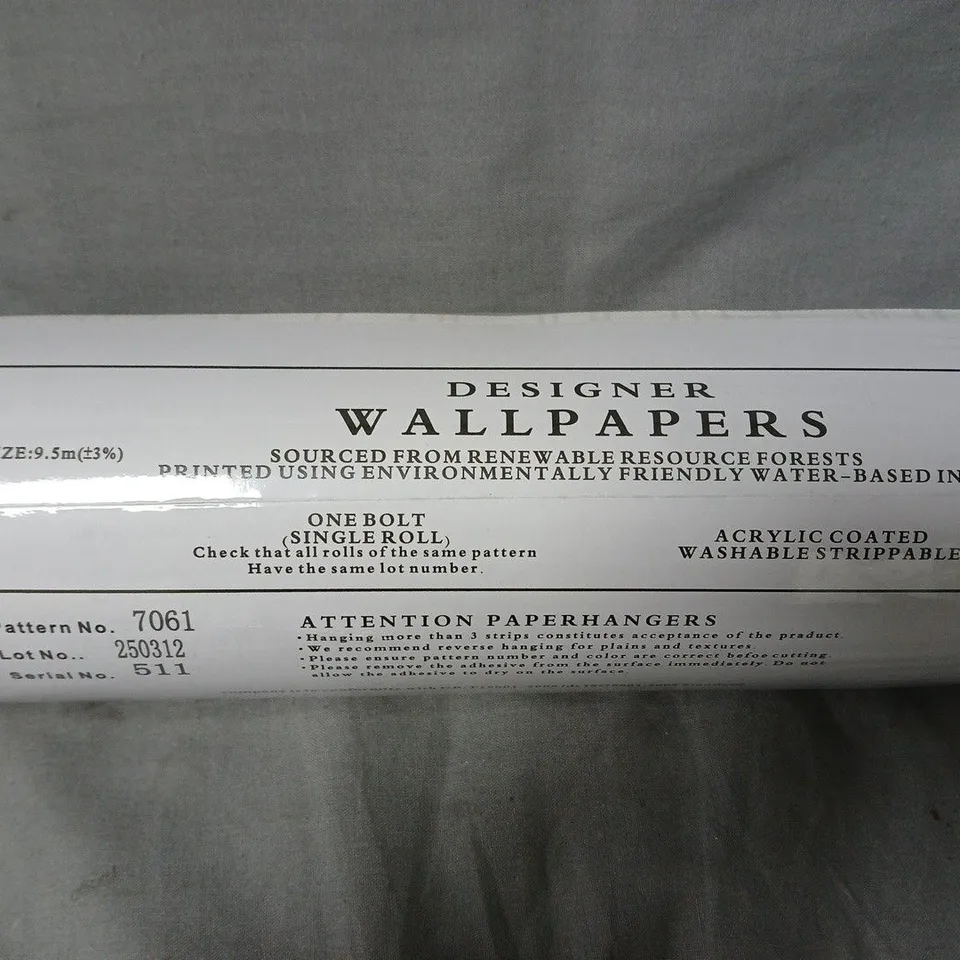 DESIGNER
WALLPAPERS
ZE:9.5m(±3%)
SOURCED FROM RENEWABLE RESOURCE FORESTS
PRINTED USING ENVIRONMENTALLY FRIENDLY WATER-BASED IN
ONE BOLT
(SINGLE ROLL)
Check that all rolls of the same pattern
Have the same lot number.
ACRYLIC COATED
WASHABLE STRIPPABLE
attern No. 7061
Lot No.. 250312
Serial No. 511
ATTENTION PAPERHANGERS
·Hanging more than 3 strips constitutes acceptance of the product.
·We recommend reverse hanging for plains and textures
·Please ensure pattern number and color are correct befoe cutting.
·Please remove the adhesive from the surface immediately. Do not
allow the adhesive to dry on the surface.